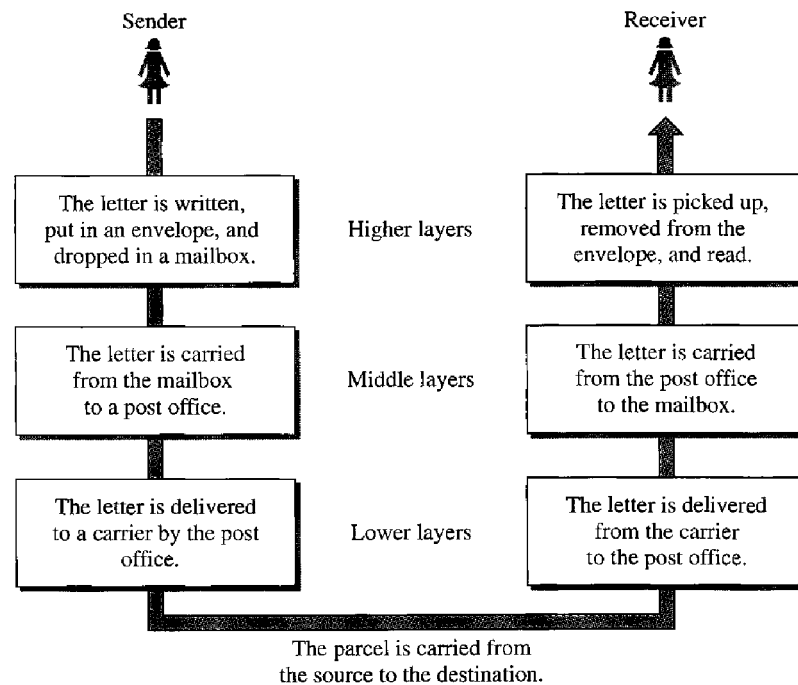 Sender
Receiver
The letter is written,
put in an envelope, and
dropped in a mailbox.
Higher layers
The letter is picked up,
removed from the
envelope, and read.
The letter is carried
from the mailbox
to a post office.
Middle layers
The letter is carried
from the post office
to the mailbox.
The letter is delivered
to a carrier by the post
office.
Lower layers
The letter is delivered
from the carrier
to the post office.
The parcel is carried from
the source to the destination.